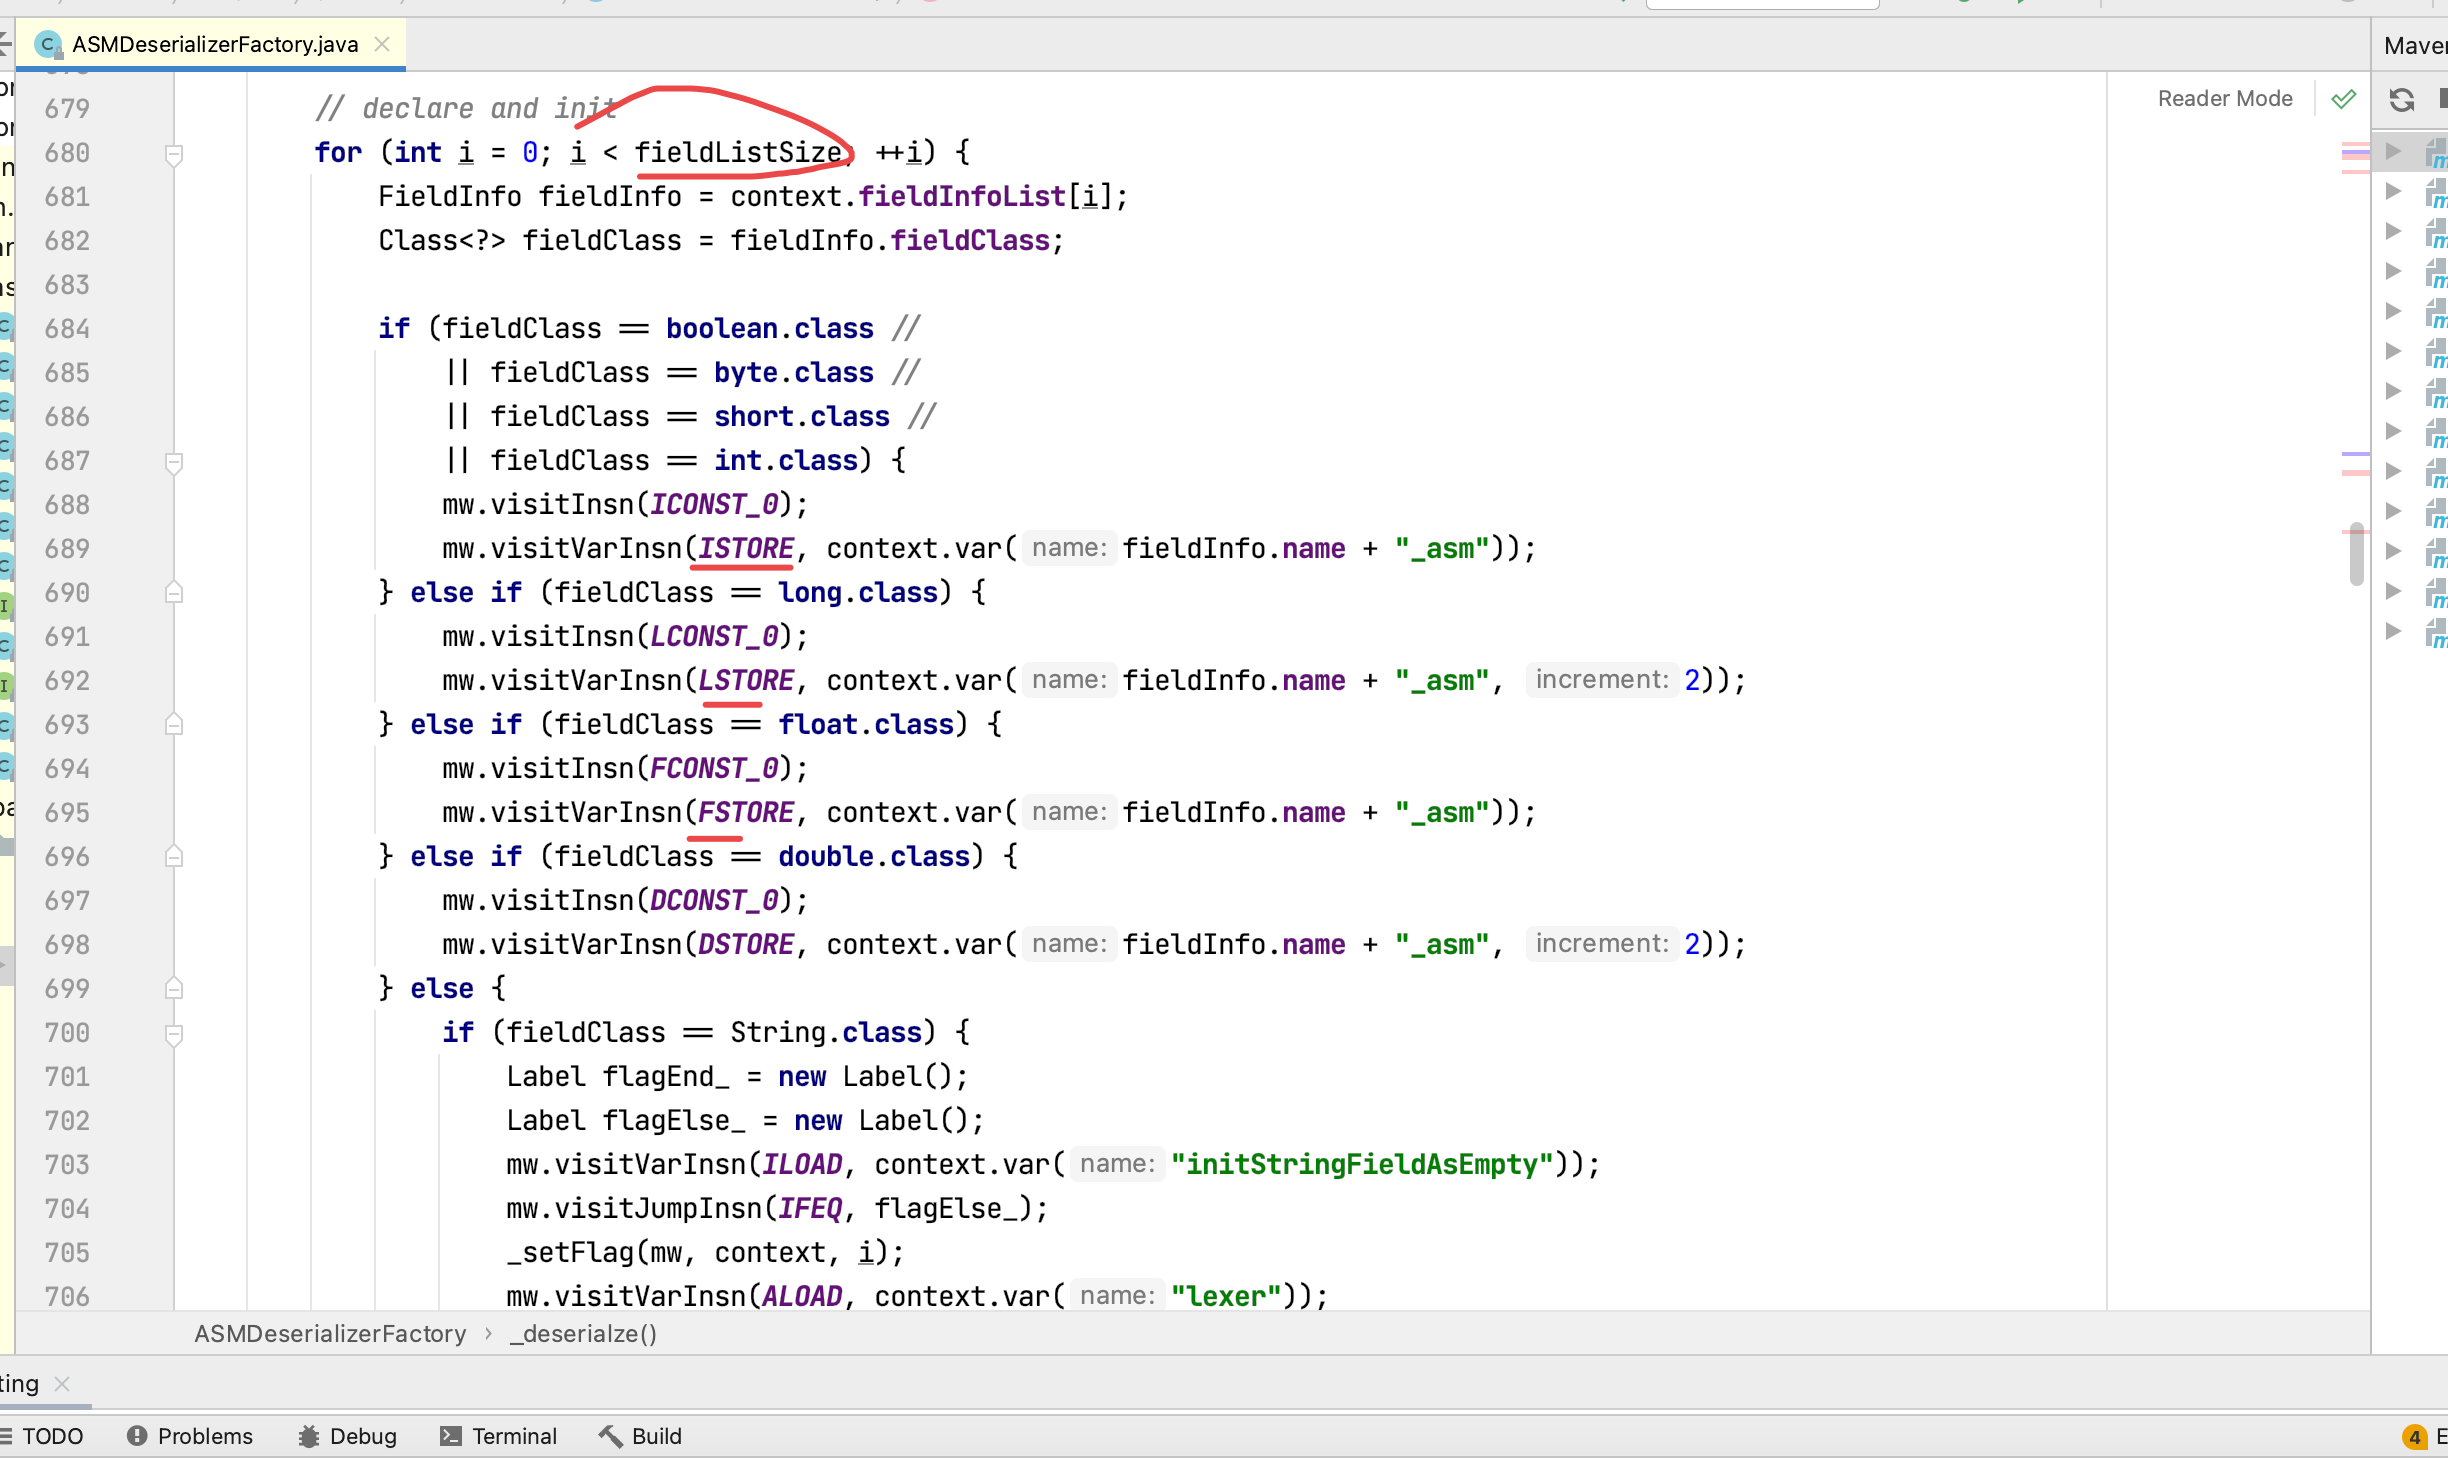 ASMDeserializerFactory.java
Maven
679 // declare and init
Reader Mode
680 for (int i = 0; i < fieldListSize; ++i) {
681 FieldInfo fieldInfo = context.fieldInfoList[i];
682 Class<?> fieldClass = fieldInfo.fieldClass;
683
684 if (fieldClass == boolean.class //
685 || fieldClass == byte.class //
686 || fieldClass == short.class //
687 || fieldClass == int.class) {
688 mw.visitInsn(ICONST_0);
689 mw.visitVarInsn(ISTORE, context.var( name: fieldInfo.name + "_asm"));
690 } else if (fieldClass == long.class) {
691 mw.visitInsn(LCONST_0);
692 mw.visitVarInsn(LSTORE, context.var( name: fieldInfo.name + "_asm", increment: 2));
693 } else if (fieldClass == float.class) {
694 mw.visitInsn(FCONST_0);
695 mw.visitVarInsn(FSTORE, context.var( name: fieldInfo.name + "_asm"));
696 } else if (fieldClass == double.class) {
697 mw.visitInsn(DCONST_0);
698 mw.visitVarInsn(DSTORE, context.var( name: fieldInfo.name + "_asm", increment: 2));
699 } else {
700 if (fieldClass == String.class) {
701 Label flagEnd_ = new Label();
702 Label flagElse_ = new Label();
703 mw.visitVarInsn(ILOAD, context.var( name: "initStringFieldAsEmpty"));
704 mw.visitJumpInsn(IFEQ, flagElse_);
705 _setFlag(mw, context, i);
706 mw.visitVarInsn(ALOAD, context.var( name: "lexer"));
ASMDeserializerFactory › _deserialze()
ting
TODO Problems Debug Terminal Build
4 E